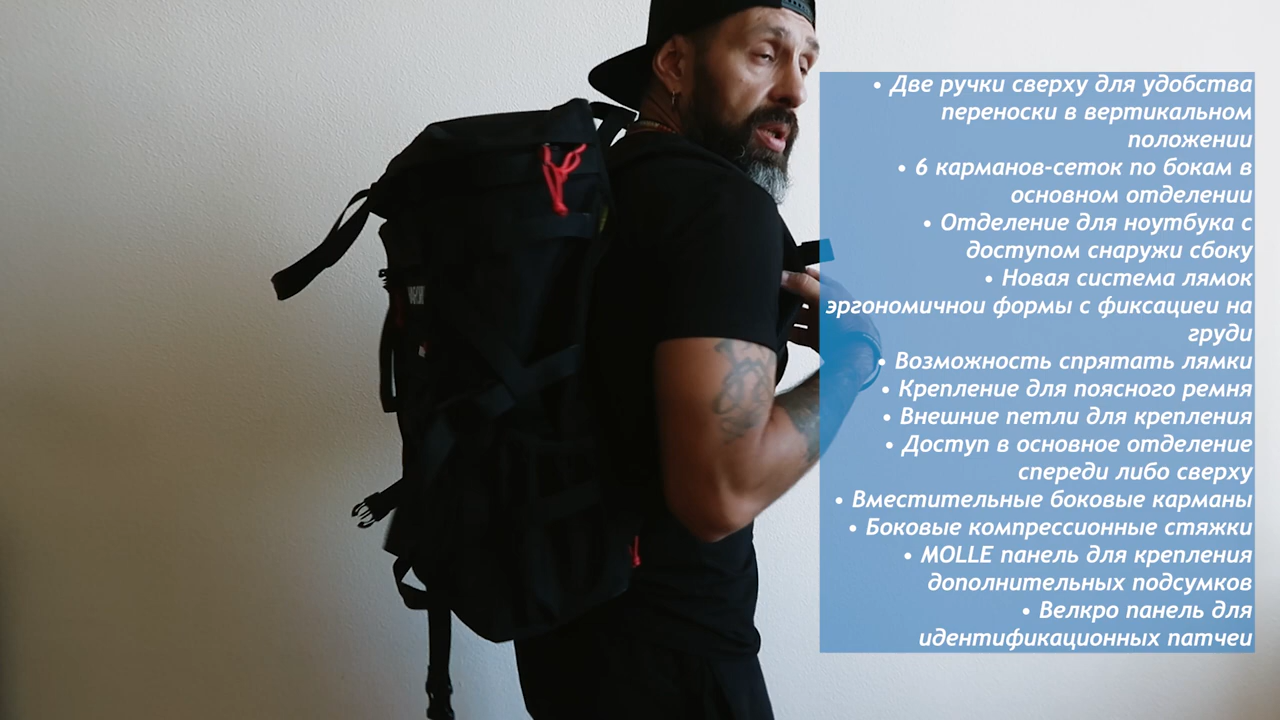 • Две ручки сверху для удобства
переноски в вертикальном
положении
• 6 карманов-сеток по бокам в
основном отделении
• Отделение для ноутбука с
доступом снаружи сбоку
• Новая система лямок
эргономичнои формы с фиксациеи на
груди
• Возможность спрятать лямки
• Крепление для поясного ремня
• Внешние петли для крепления
• Доступ в основное отделение
спереди либо сверху
• Вместительные боковые карманы
• Боковые компрессионные стяжки
• MOLLE панель для крепления
дополнительных подсумков
• Велкро панель для
идентификационных патчеи